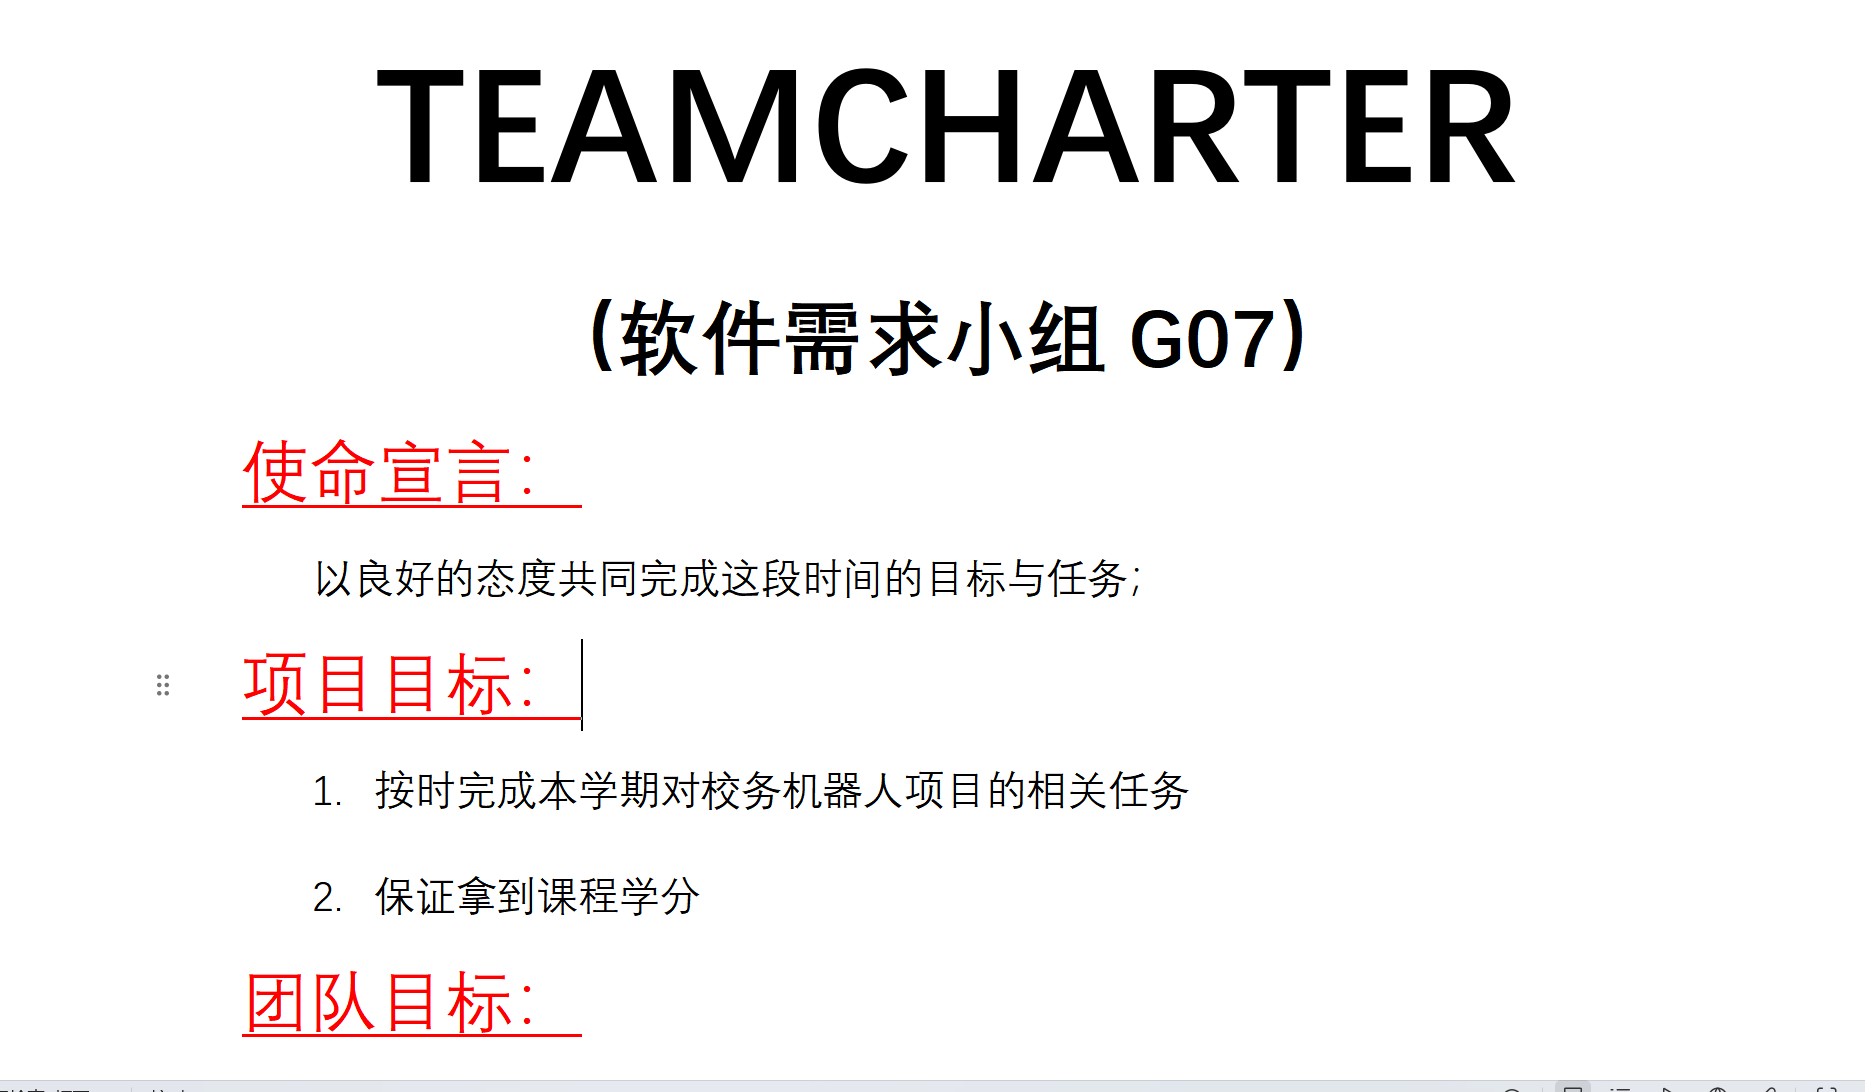 TEAMCHARTER
（软件需求小组 G07）
使命宣言：
以良好的态度共同完成这段时间的目标与任务；
项目目标：
1. 按时完成本学期对校务机器人项目的相关任务
2. 保证拿到课程学分
团队目标：